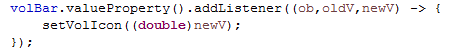 volBar.valueProperty().addListener((ob,oldV,newV) -> {
    setVolIcon((double)newV);
});